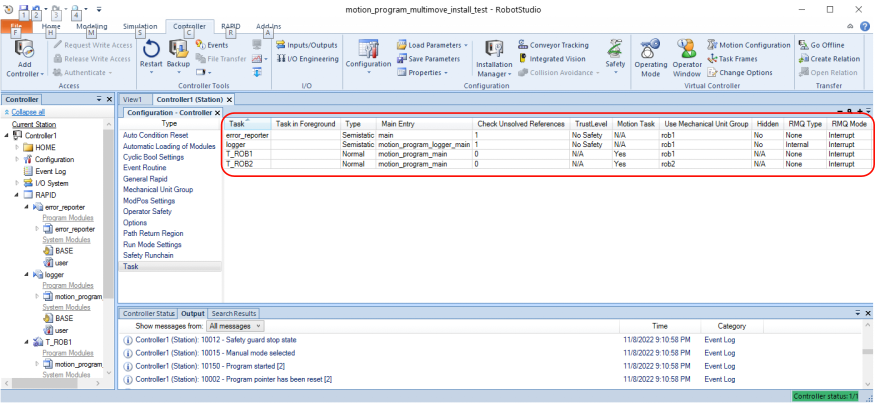 motion_program_multimove_install_test - RobotStudio
1 2 3 4
File Home Modeling Simulation Controller RAPID Add-Ins
F H M S C R A
Add Controller
Request Write Access
Release Write Access
Authenticate
Access
Restart
Backup
Events
File Transfer
Controller Tools
Inputs/Outputs
I/O Engineering
I/O
Configuration
Load Parameters
Save Parameters
Properties
Installation Manager
Conveyor Tracking
Integrated Vision
Collision Avoidance
Safety
Configuration
Operating Mode
Operator Window
Motion Configuration
Task Frames
Change Options
Virtual Controller
Go Offline
Create Relation
Open Relation
Transfer
Controller
Collapse all
Current Station
Controller1
HOME
Configuration
Event Log
I/O System
RAPID
error_reporter
Program Modules
error_reporter
System Modules
BASE
user
logger
Program Modules
motion_program
System Modules
BASE
user
T_ROB1
Program Modules
motion_program
System Modules
View1 Controller1 (Station) X
Configuration - Controller X
Type
Auto Condition Reset
Automatic Loading of Modules
Cyclic Bool Settings
Event Routine
General Rapid
Mechanical Unit Group
ModPos Settings
Operator Safety
Options
Path Return Region
Run Mode Settings
Safety Runchain
Task
Task Task in Foreground Type Main Entry Check Unsolved References TrustLevel Motion Task Use Mechanical Unit Group Hidden RMQ Type RMQ Mode
error_reporter Semistatic main 1 No Safety N/A rob1 No None Interrupt
logger Semistatic motion_program_logger_main 1 No Safety N/A rob1 No Internal Interrupt
T_ROB1 Normal motion_program_main 0 N/A Yes rob1 N/A None Interrupt
T_ROB2 Normal motion_program_main 0 N/A Yes rob2 N/A None Interrupt
Controller Status Output Search Results
Show messages from: All messages Time Category
Controller1 (Station): 10012 - Safety guard stop state 11/8/2022 9:10:58 PM Event Log
Controller1 (Station): 10015 - Manual mode selected 11/8/2022 9:10:58 PM Event Log
Controller1 (Station): 10150 - Program started [2] 11/8/2022 9:10:58 PM Event Log
Controller1 (Station): 10002 - Program pointer has been reset [2] 11/8/2022 9:10:58 PM Event Log
Controller status: 1/1